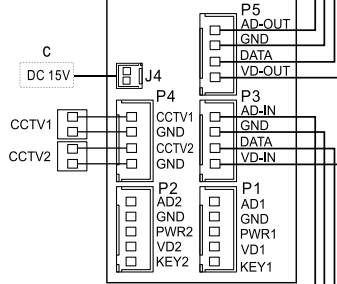 P5
AD-OUT
GND
DATA
VD-OUT
C
DC 15V
J4
P4
CCTV1
GND
CCTV2
GND
CCTV1
CCTV2
P3
AD-IN
GND
DATA
VD-IN
P2
AD2
GND
PWR2
VD2
KEY2
P1
AD1
GND
PWR1
VD1
KEY1